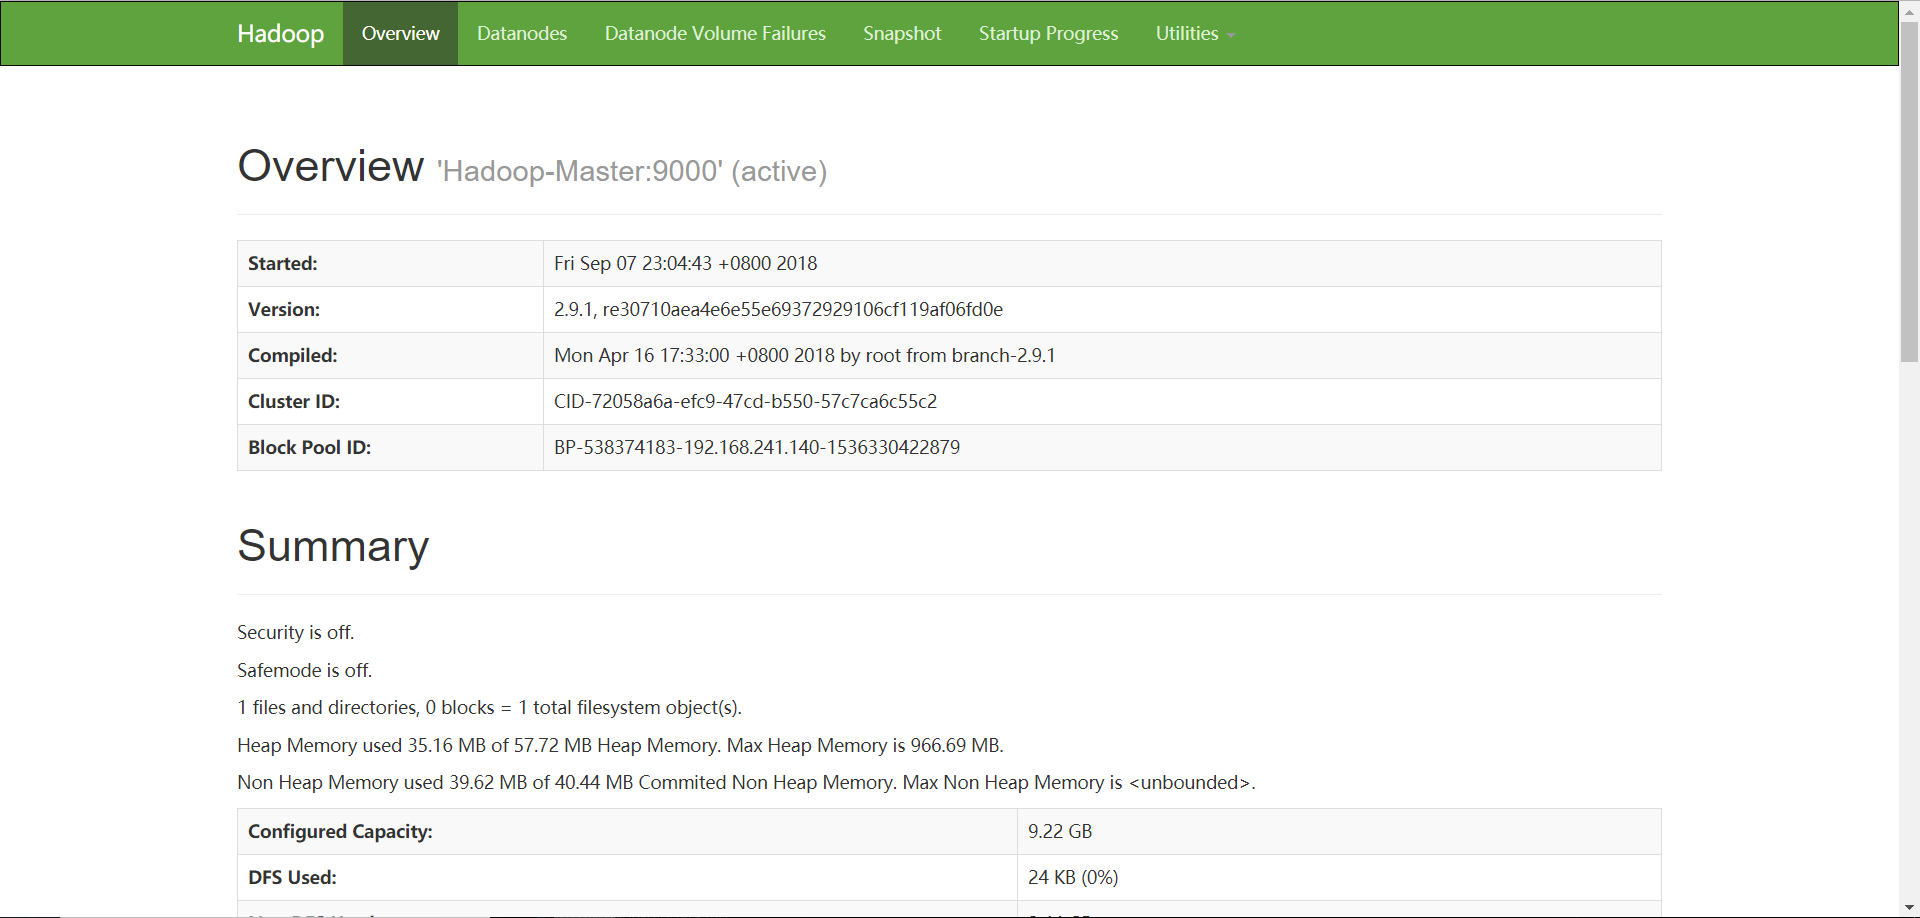 Hadoop Overview Datanodes Datanode Volume Failures Snapshot Startup Progress Utilities
Overview 'Hadoop-Master:9000' (active)
Started: Fri Sep 07 23:04:43 +0800 2018
Version: 2.9.1, re30710aea4e6e55e69372929106cf119af06fd0e
Compiled: Mon Apr 16 17:33:00 +0800 2018 by root from branch-2.9.1
Cluster ID: CID-72058a6a-efc9-47cd-b550-57c7ca6c55c2
Block Pool ID: BP-538374183-192.168.241.140-1536330422879
Summary
Security is off.
Safemode is off.
1 files and directories, 0 blocks = 1 total filesystem object(s).
Heap Memory used 35.16 MB of 57.72 MB Heap Memory. Max Heap Memory is 966.69 MB.
Non Heap Memory used 39.62 MB of 40.44 MB Commited Non Heap Memory. Max Non Heap Memory is <unbounded>.
Configured Capacity: 9.22 GB
DFS Used: 24 KB (0%)